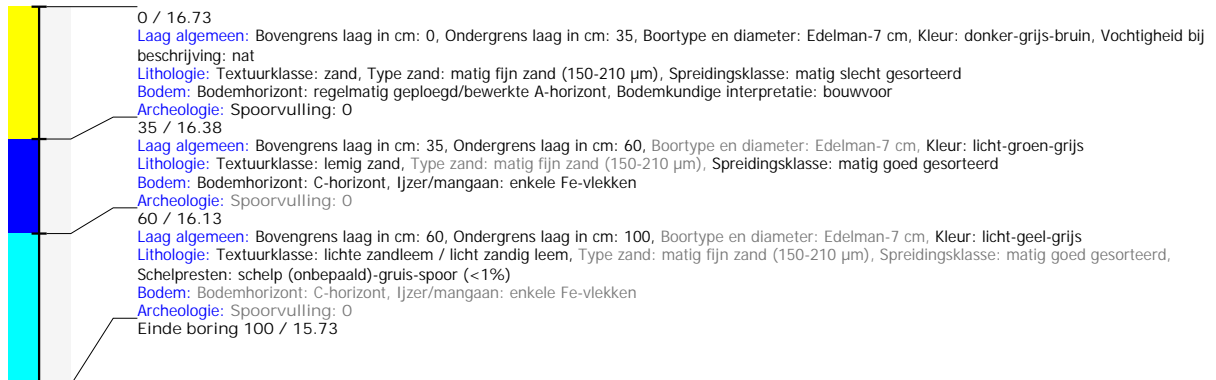 0 / 16.73
Laag algemeen: Bovengrens laag in cm: 0, Ondergrens laag in cm: 35, Boortype en diameter: Edelman-7 cm, Kleur: donker-grijs-bruin, Vochtigheid bij
beschrijving: nat
Lithologie: Textuurklasse: zand, Type zand: matig fijn zand (150-210 µm), Spreidingsklasse: matig slecht gesorteerd
Bodem: Bodemhorizont: regelmatig geploegd/bewerkte A-horizont, Bodemkundige interpretatie: bouwvoor
Archeologie: Spoorvulling: 0
35 / 16.38
Laag algemeen: Bovengrens laag in cm: 35, Ondergrens laag in cm: 60, Boortype en diameter: Edelman-7 cm, Kleur: licht-groen-grijs
Lithologie: Textuurklasse: lemig zand, Type zand: matig fijn zand (150-210 µm), Spreidingsklasse: matig goed gesorteerd
Bodem: Bodemhorizont: C-horizont, Ijzer/mangaan: enkele Fe-vlekken
Archeologie: Spoorvulling: 0
60 / 16.13
Laag algemeen: Bovengrens laag in cm: 60, Ondergrens laag in cm: 100, Boortype en diameter: Edelman-7 cm, Kleur: licht-geel-grijs
Lithologie: Textuurklasse: lichte zandleem / licht zandig leem, Type zand: matig fijn zand (150-210 µm), Spreidingsklasse: matig goed gesorteerd,
Schelpresten: schelp (onbepaald)-gruis-spoor (<1%)
Bodem: Bodemhorizont: C-horizont, Ijzer/mangaan: enkele Fe-vlekken
Archeologie: Spoorvulling: 0
Einde boring 100 / 15.73